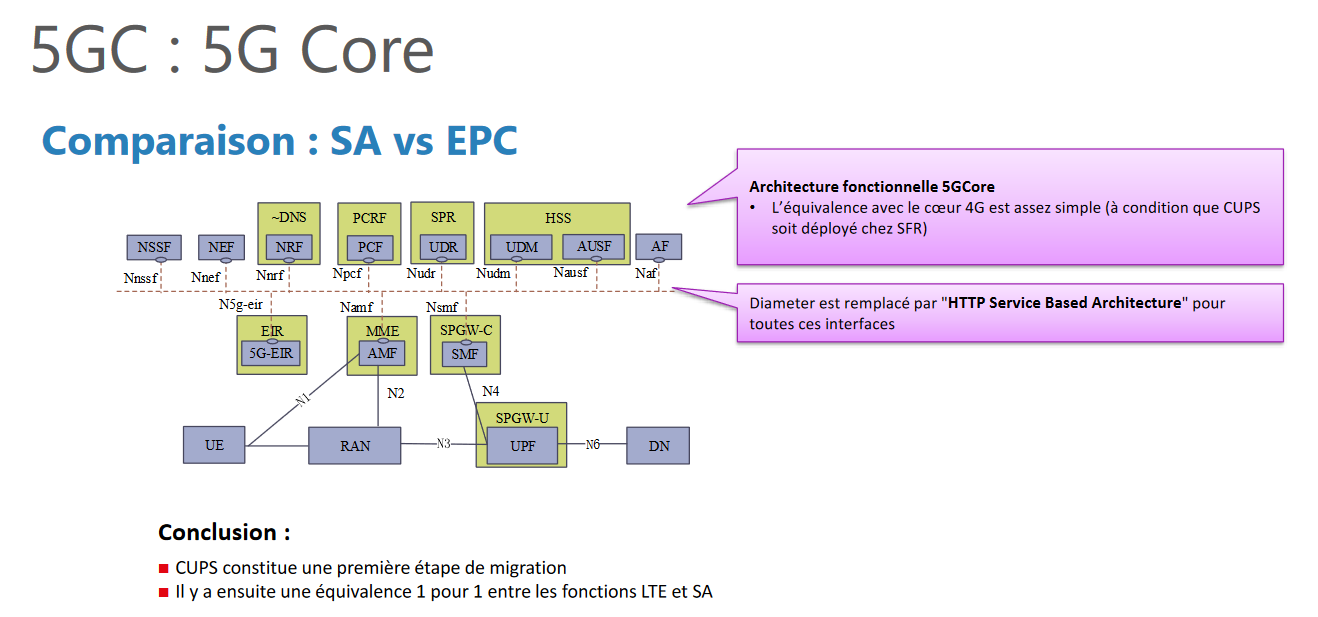 5GC : 5G Core
Comparaison : SA vs EPC
Architecture fonctionnelle 5GCore
• L'équivalence avec le cœur 4G est assez simple (à condition que CUPS
soit déployé chez SFR)
~DNS PCRF SPR HSS
NSSF NEF NRF PCF UDR UDM AUSF AF
Nnssf Nnef Nnrf Npcf Nudr Nudm Nausf Naf
Diameter est remplacé par "HTTP Service Based Architecture" pour
toutes ces interfaces
N5g-eir Namf Nsmf
EIR MME SPGW-C
5G-EIR AMF SMF
N1 N2 N4
SPGW-U
UE RAN N3 UPF N6 DN
Conclusion :
■ CUPS constitue une première étape de migration
■ Il y a ensuite une équivalence 1 pour 1 entre les fonctions LTE et SA